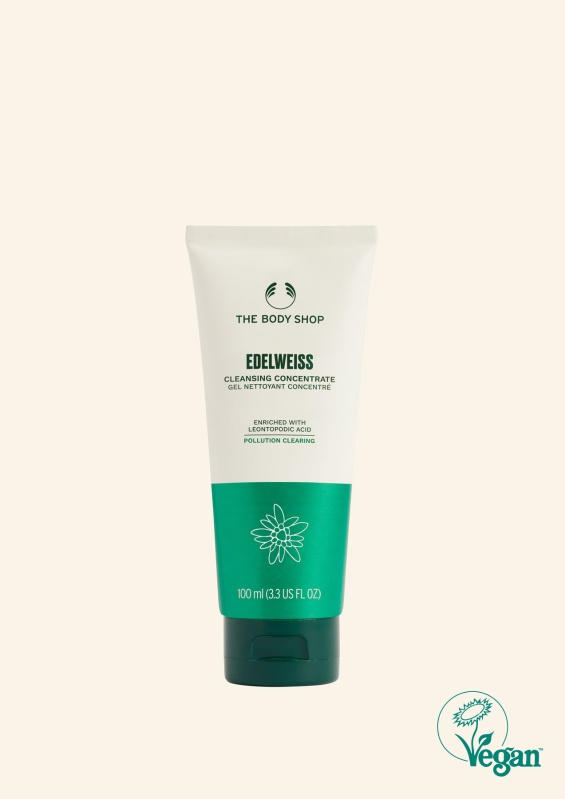 THE BODY SHOP
EDELWEISS
CLEANSING CONCENTRATE
GEL NETTOYANT CONCENTRÉ
ENRICHED WITH
LEONTOPODIC ACID
POLLUTION CLEARING
100 ml (3.3 US FL OZ)
Vegan™